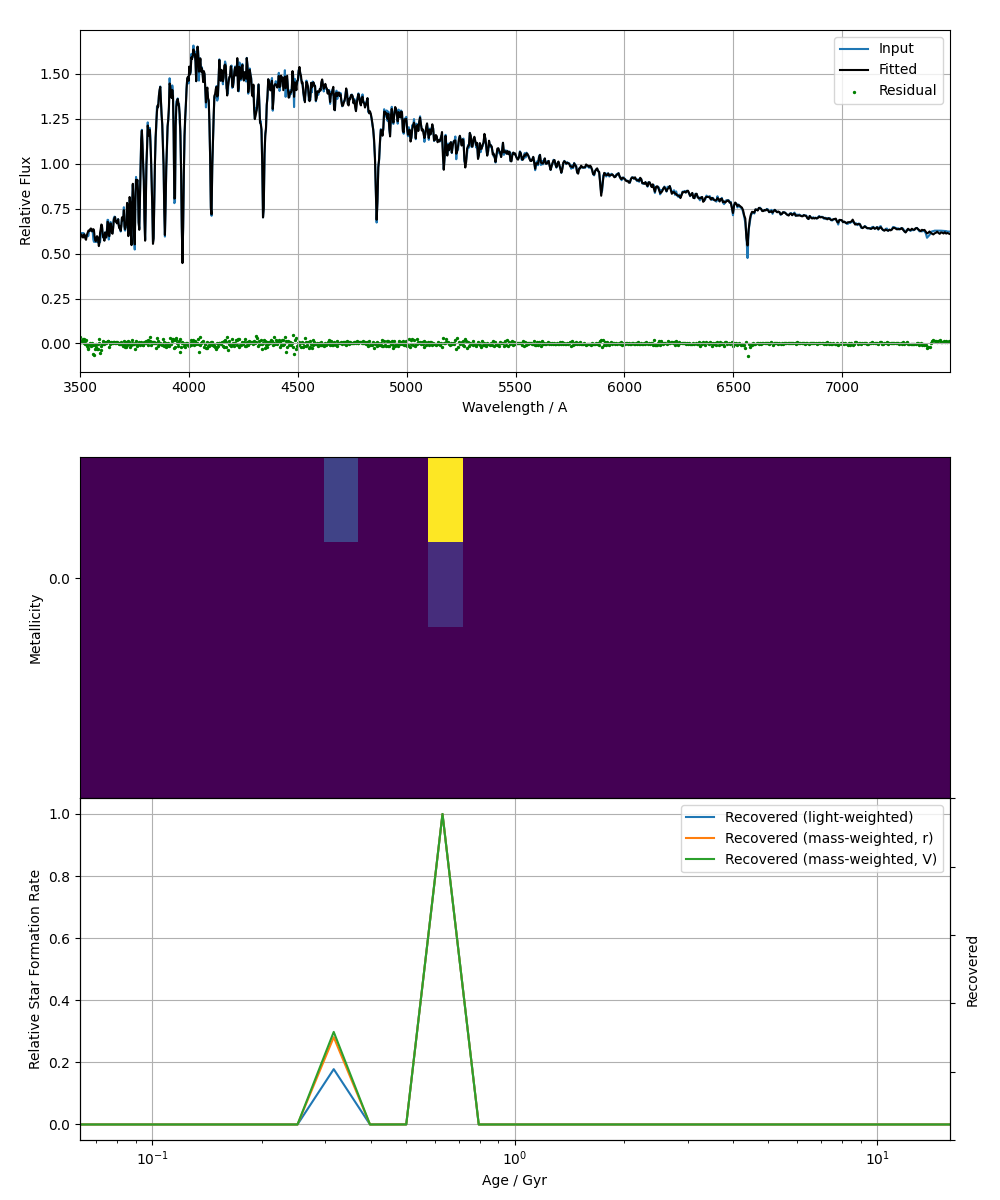 Relative Flux
1.50
1.25
1.00
0.75
0.50
0.25
0.00
Input
Fitted
Residual
3500 4000 4500 5000 5500 6000 6500 7000
Wavelength / A
Metallicity
0.0
Relative Star Formation Rate
1.0
0.8
0.6
0.4
0.2
0.0
Recovered (light-weighted)
Recovered (mass-weighted, r)
Recovered (mass-weighted, V)
Recovered
10⁻¹ 10⁰ 10¹
Age / Gyr